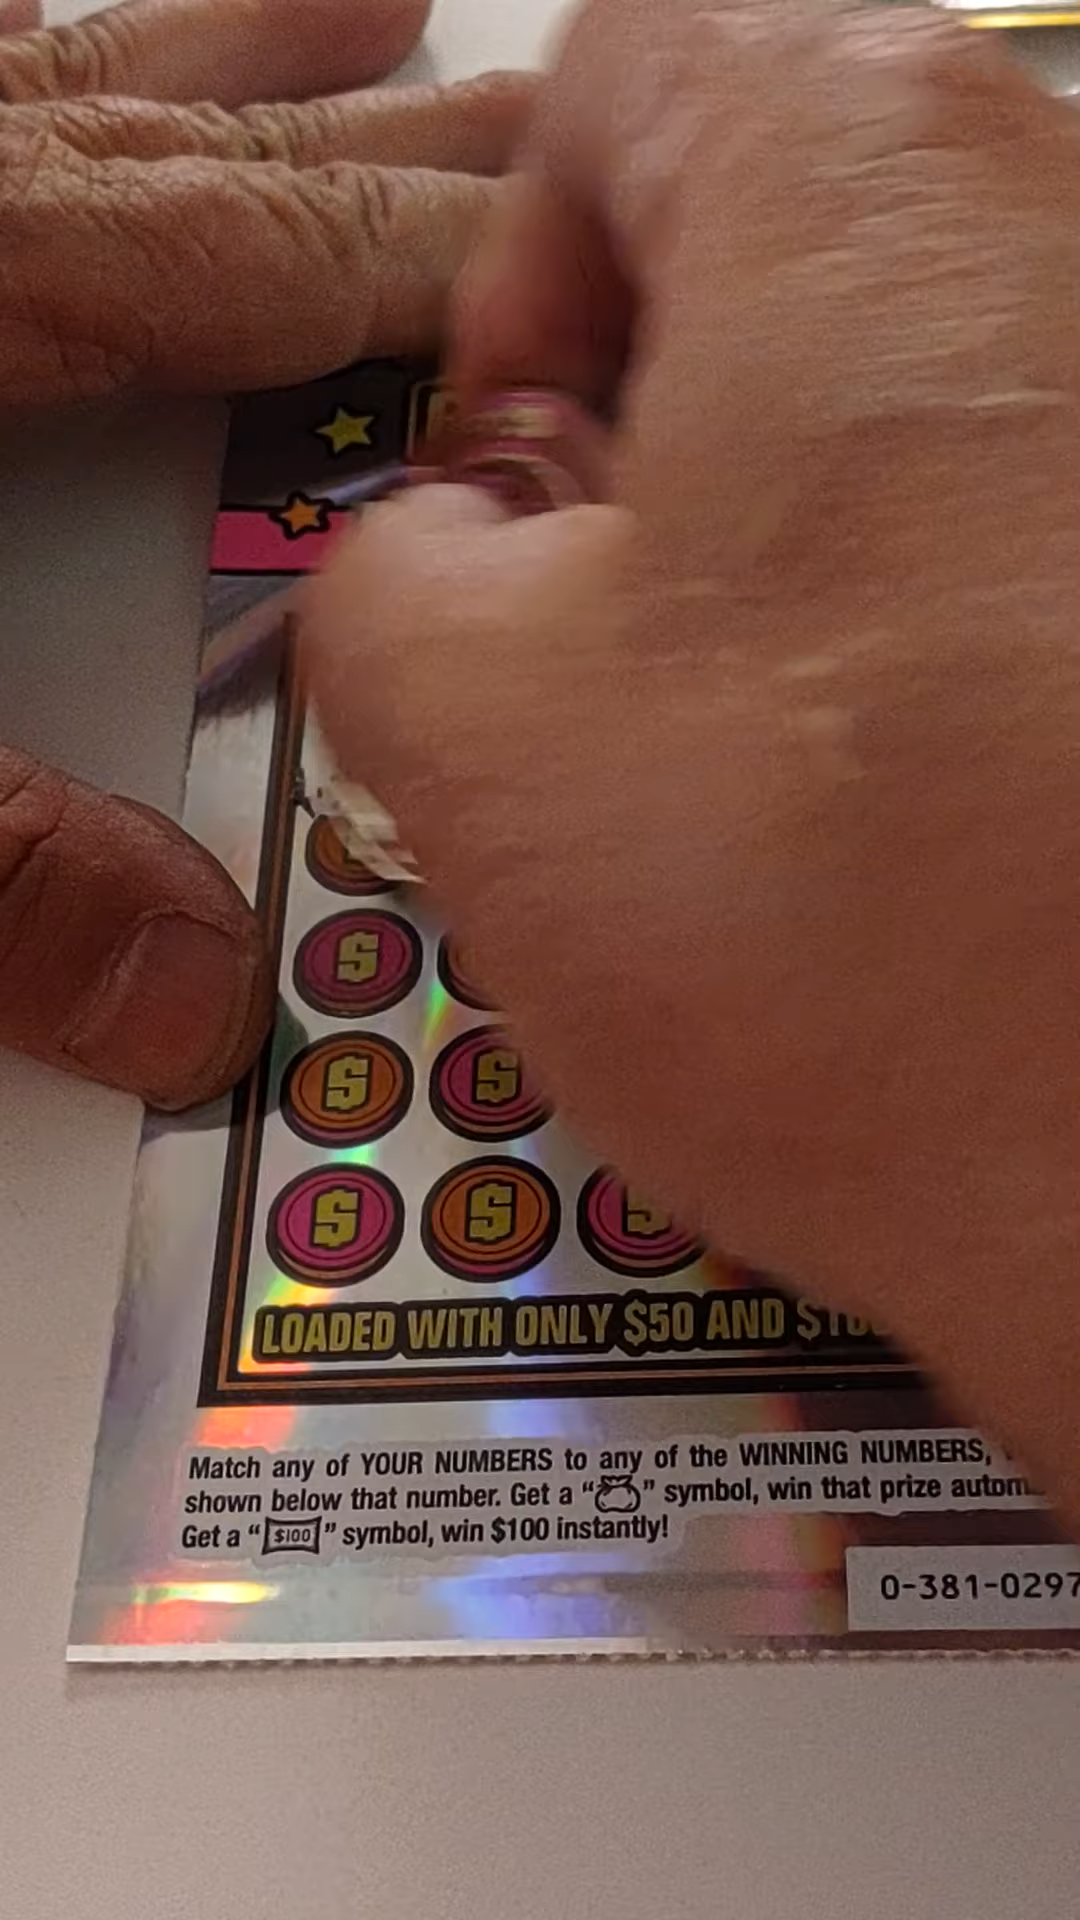 $
$ $
$ $ $
LOADED WITH ONLY $50 AND
Match any of YOUR NUMBERS to any of the WINNING NUMBERS,
shown below that number. Get a "" symbol, win that prize
Get a "$100" symbol, win $100 instantly!
0-381-0297